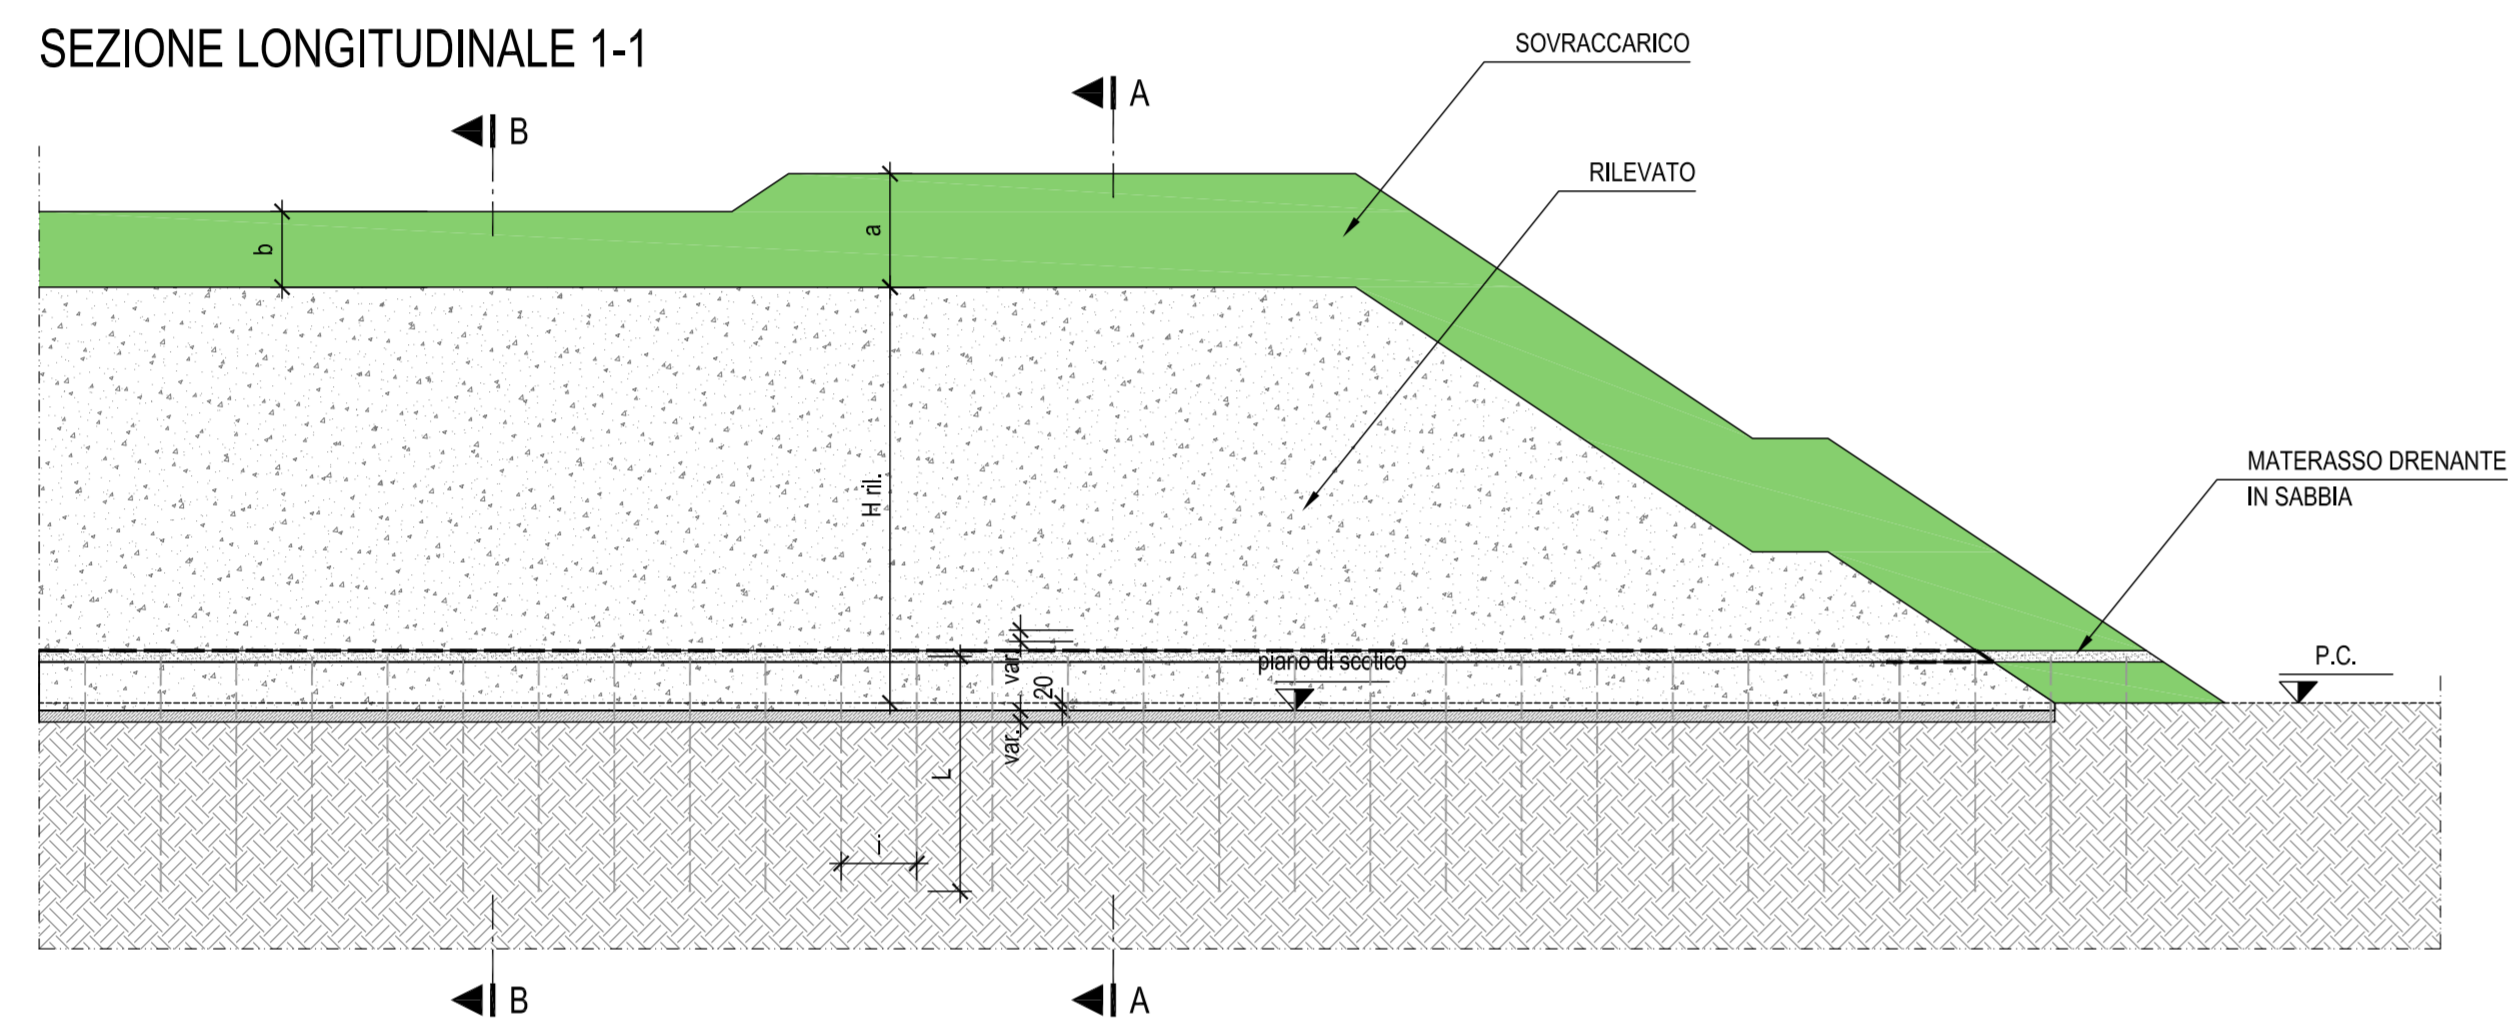 SEZIONE LONGITUDINALE 1-1
SOVRACCARICO
A
B
RILEVATO
a
b
MATERASSO DRENANTE
IN SABBIA
H ril.
P.C.
piano di scotico
var.
20
var.
L
i
B
A